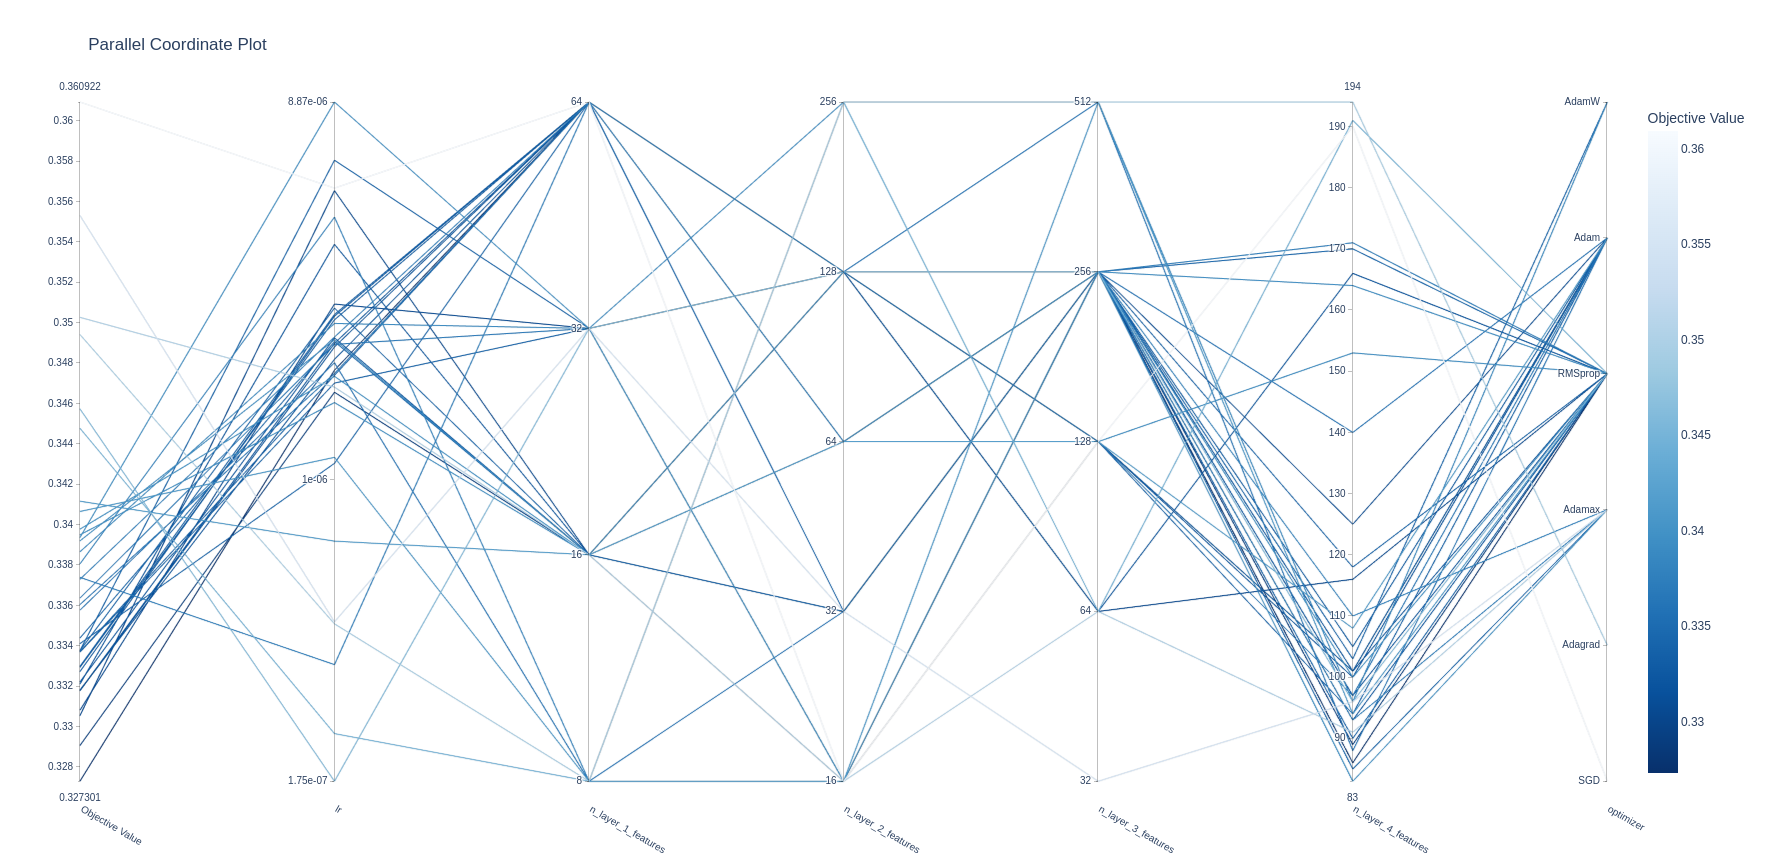 Parallel Coordinate Plot
0.360922
0.36
0.358
0.356
0.354
0.352
0.35
0.348
0.346
0.344
0.342
0.34
0.338
0.336
0.334
0.332
0.33
0.328
0.327301
Objective Value
8.87e-06
1e-06
1.75e-07
lr
64
32
16
8
n_layer_1_features
256
128
64
32
16
n_layer_2_features
512
256
128
64
32
n_layer_3_features
194
190
180
170
160
150
140
130
120
110
100
90
83
n_layer_4_features
AdamW
Adam
RMSprop
Adamax
Adagrad
SGD
optimizer
Objective Value
0.36
0.355
0.35
0.345
0.34
0.335
0.33